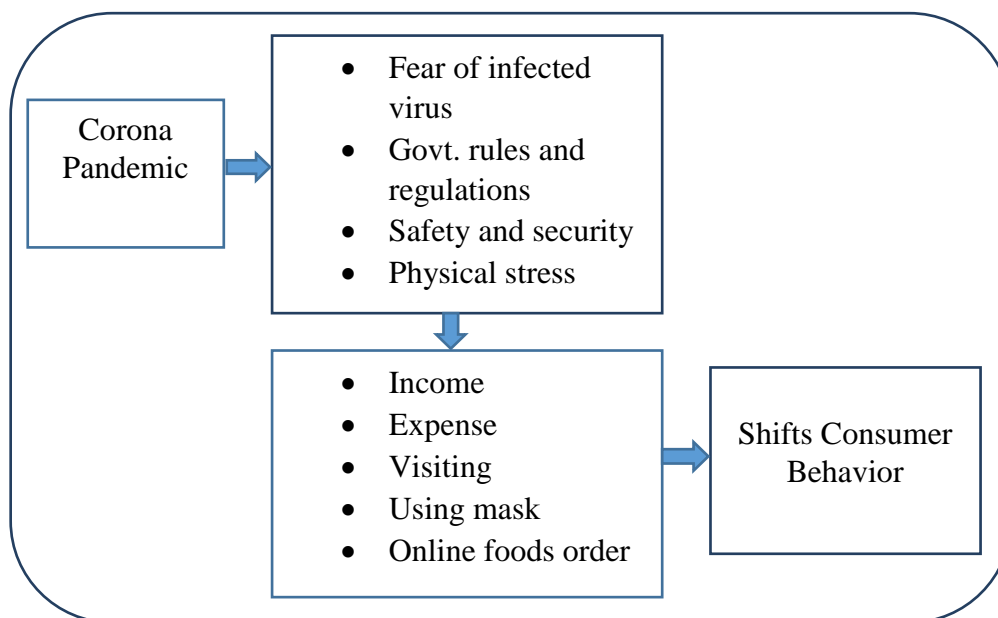 Corona
Pandemic
• Fear of infected
virus
• Govt. rules and
regulations
• Safety and security
• Physical stress
• Income
• Expense
• Visiting
• Using mask
• Online foods order
Shifts Consumer
Behavior